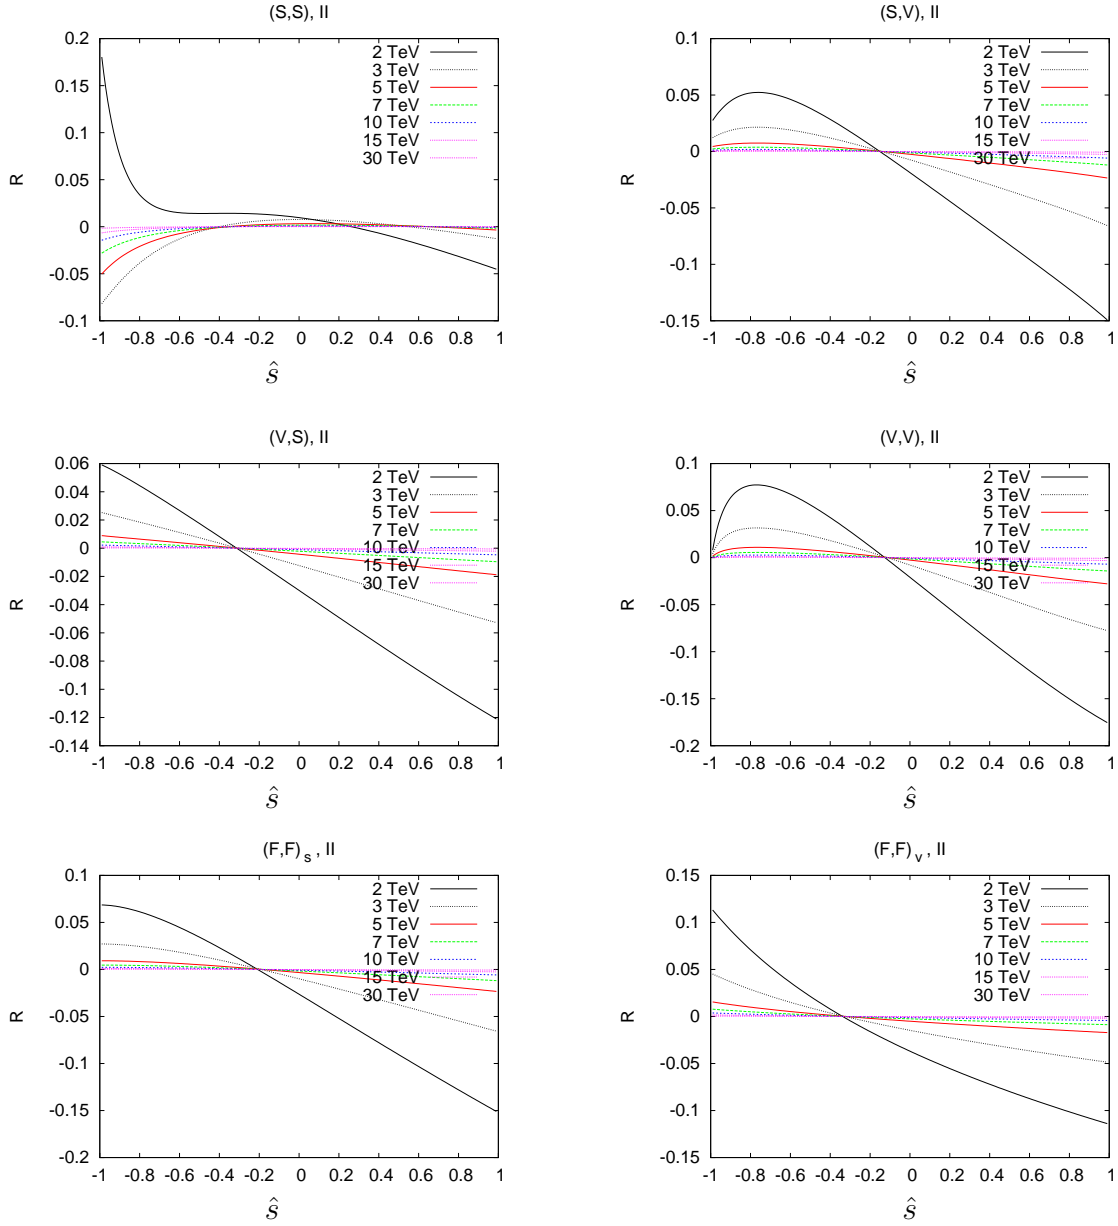 (S,S), II
R
0.2
0.15
0.1
0.05
0
-0.05
-0.1
2 TeV
3 TeV
5 TeV
7 TeV
10 TeV
15 TeV
30 TeV
-1 -0.8 -0.6 -0.4 -0.2 0 0.2 0.4 0.6 0.8 1
ŝ
(S,V), II
R
0.1
0.05
0
-0.05
-0.1
-0.15
2 TeV
3 TeV
5 TeV
7 TeV
10 TeV
15 TeV
30 TeV
-1 -0.8 -0.6 -0.4 -0.2 0 0.2 0.4 0.6 0.8 1
ŝ
(V,S), II
R
0.06
0.04
0.02
0
-0.02
-0.04
-0.06
-0.08
-0.1
-0.12
-0.14
2 TeV
3 TeV
5 TeV
7 TeV
10 TeV
15 TeV
30 TeV
-1 -0.8 -0.6 -0.4 -0.2 0 0.2 0.4 0.6 0.8 1
ŝ
(V,V), II
R
0.1
0.05
0
-0.05
-0.1
-0.15
-0.2
2 TeV
3 TeV
5 TeV
7 TeV
10 TeV
15 TeV
30 TeV
-1 -0.8 -0.6 -0.4 -0.2 0 0.2 0.4 0.6 0.8 1
ŝ
(F,F)s , II
R
0.1
0.05
0
-0.05
-0.1
-0.15
-0.2
2 TeV
3 TeV
5 TeV
7 TeV
10 TeV
15 TeV
30 TeV
-1 -0.8 -0.6 -0.4 -0.2 0 0.2 0.4 0.6 0.8 1
ŝ
(F,F)v , II
R
0.15
0.1
0.05
0
-0.05
-0.1
-0.15
2 TeV
3 TeV
5 TeV
7 TeV
10 TeV
15 TeV
30 TeV
-1 -0.8 -0.6 -0.4 -0.2 0 0.2 0.4 0.6 0.8 1
ŝ